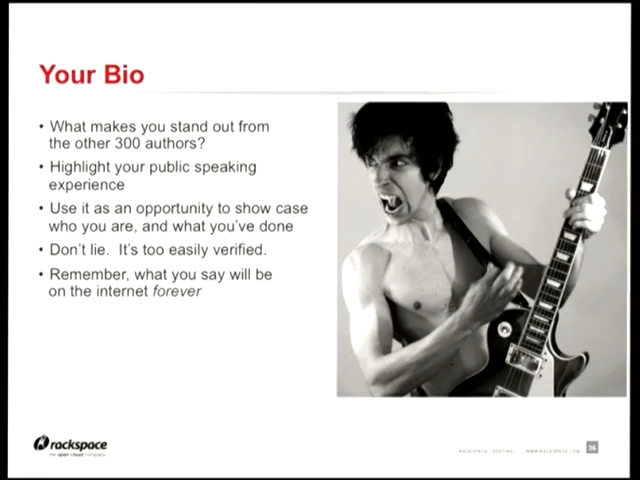 Your Bio
• What makes you stand out from
the other 300 authors?
• Highlight your public speaking
experience
• Use it as an opportunity to show case
who you are, and what you've done
• Don't lie. It's too easily verified.
• Remember, what you say will be
on the internet forever
rackspace
the open cloud company
RACKSPACE HOSTING
WWW.RACKSPACE.COM
36